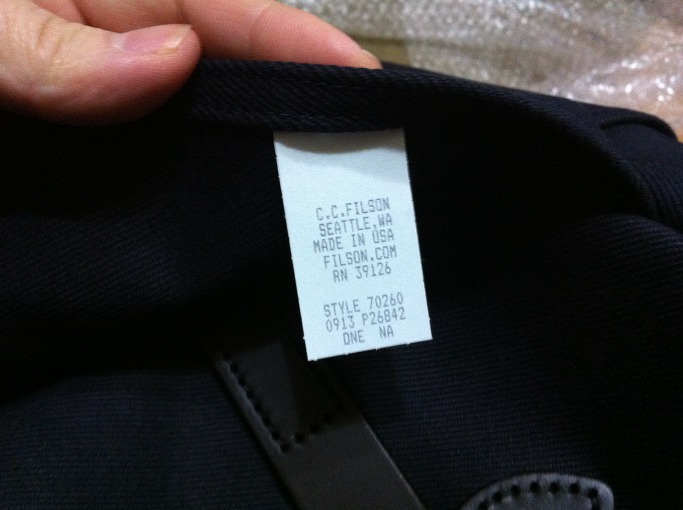 C.C.FILSON
SEATTLE,WA
MADE IN USA
FILSON.COM
RN 39126
STYLE 70260
0913 P26842
ONE NA